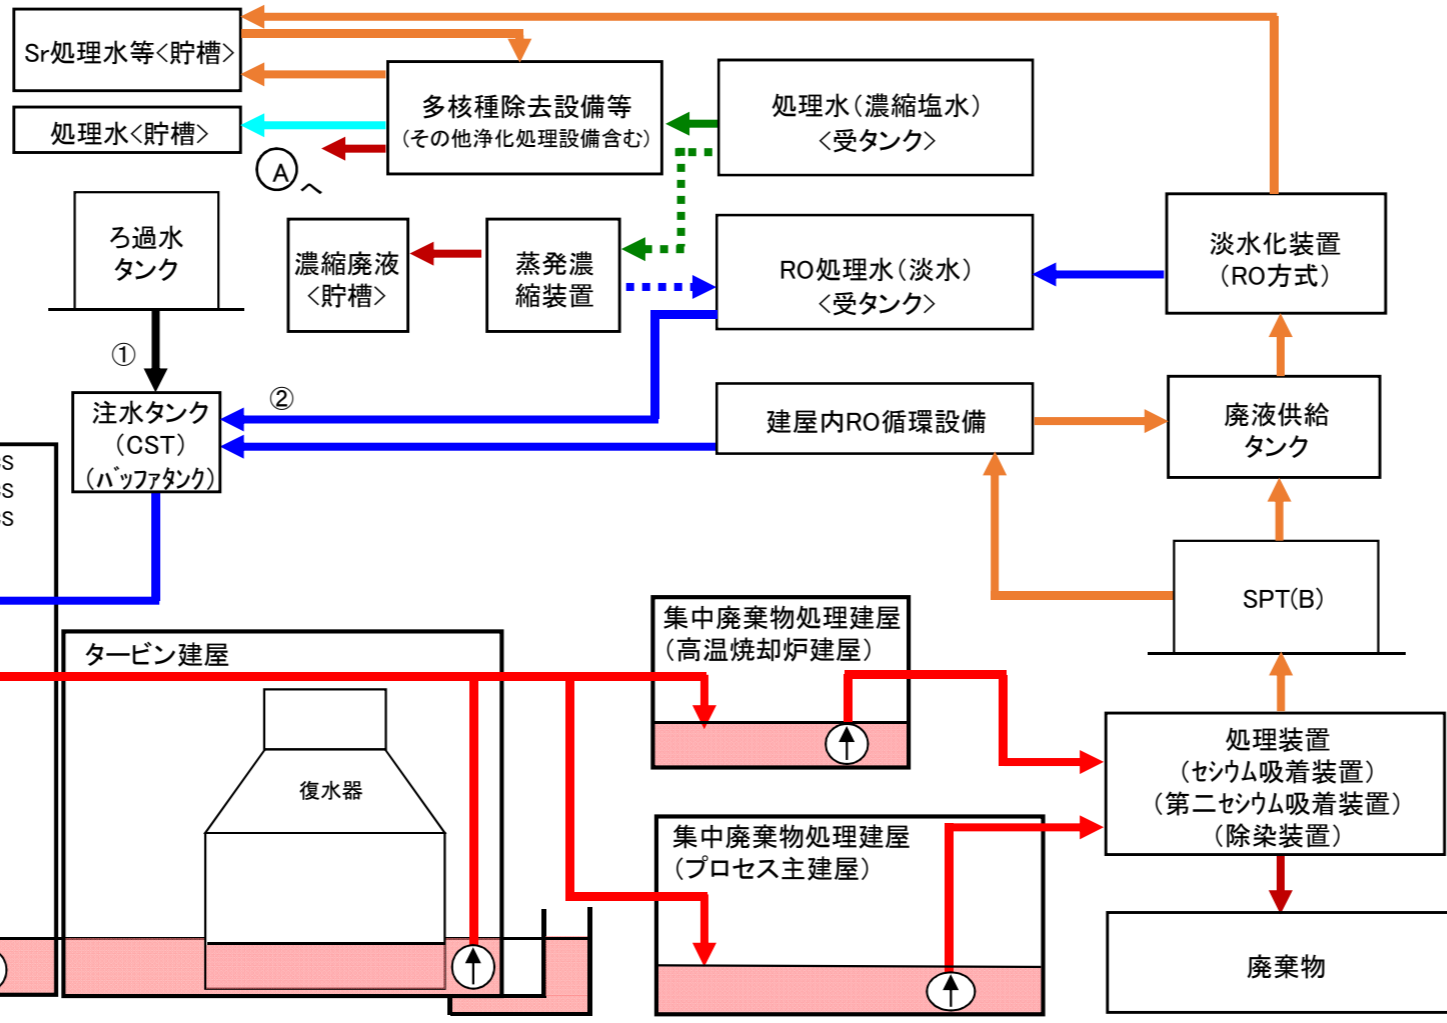 Sr処理水等<貯槽>
処理水<貯槽>
多核種除去設備等
(その他浄化処理設備含む)
処理水(濃縮塩水)
<受タンク>
A
へ
ろ過水
タンク
濃縮廃液
<貯槽>
蒸発濃
縮装置
RO処理水(淡水)
<受タンク>
淡水化装置
(RO方式)
①
②
注水タンク
(CST)
(バッファタンク)
建屋内RO循環設備
廃液供給
タンク
SPT(B)
タービン建屋
復水器
集中廃棄物処理建屋
(高温焼却炉建屋)
集中廃棄物処理建屋
(プロセス主建屋)
処理装置
(セシウム吸着装置)
(第二セシウム吸着装置)
(除染装置)
廃棄物